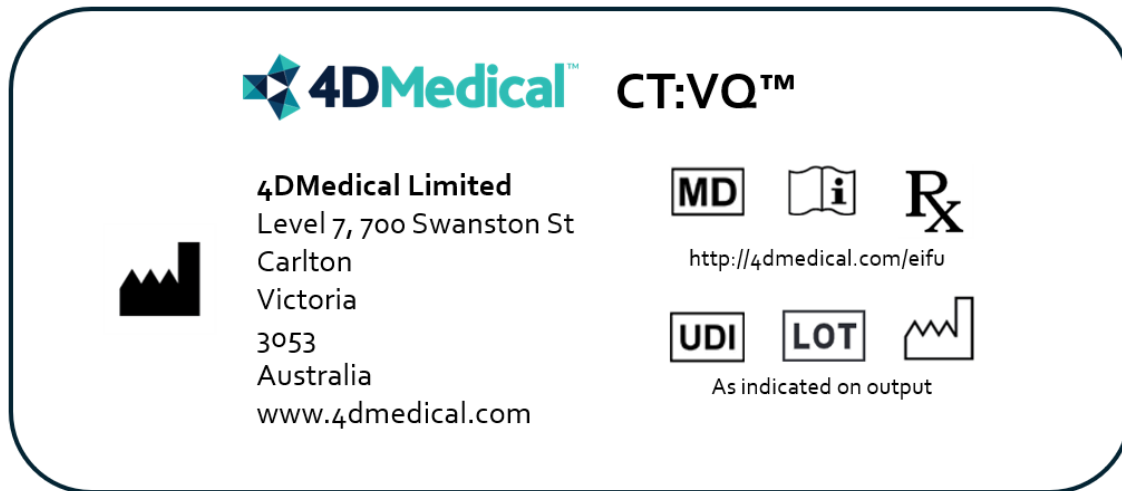 4DMedical™ CT:VQ™
4DMedical Limited
Level 7, 700 Swanston St
Carlton
Victoria
3053
Australia
www.4dmedical.com
MD i Rx
http://4dmedical.com/eifu
UDI LOT
As indicated on output